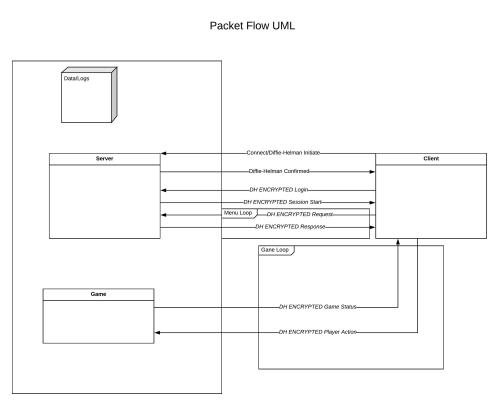 Packet Flow UML
Data/Logs
Server
Client
Connect/Diffie-Helman Initiate
Diffie-Helman Confirmed
DH ENCRYPTED Login
DH ENCRYPTED Session Start
Menu Loop
DH ENCRYPTED Request
DH ENCRYPTED Response
Gane Loop
Game
DH ENCRYPTED Game Status
DH ENCRYPTED Player Action